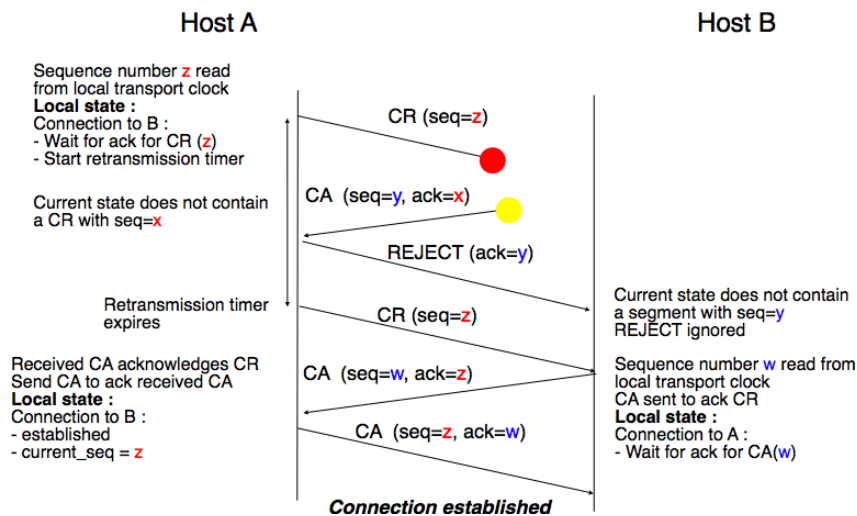 Host A
Host B
Sequence number z read
from local transport clock
Local state :
Connection to B :
- Wait for ack for CR (z)
- Start retransmission timer
CR (seq=z)
Current state does not contain
a CR with seq=x
CA (seq=y, ack=x)
REJECT (ack=y)
Current state does not contain
a segment with seq=y
REJECT ignored
Retransmission timer
expires
CR (seq=z)
Received CA acknowledges CR
Send CA to ack received CA
Local state :
Connection to B :
- established
- current_seq = z
CA (seq=w, ack=z)
Sequence number w read from
local transport clock
CA sent to ack CR
Local state :
Connection to A :
- Wait for ack for CA(w)
CA (seq=z, ack=w)
Connection established